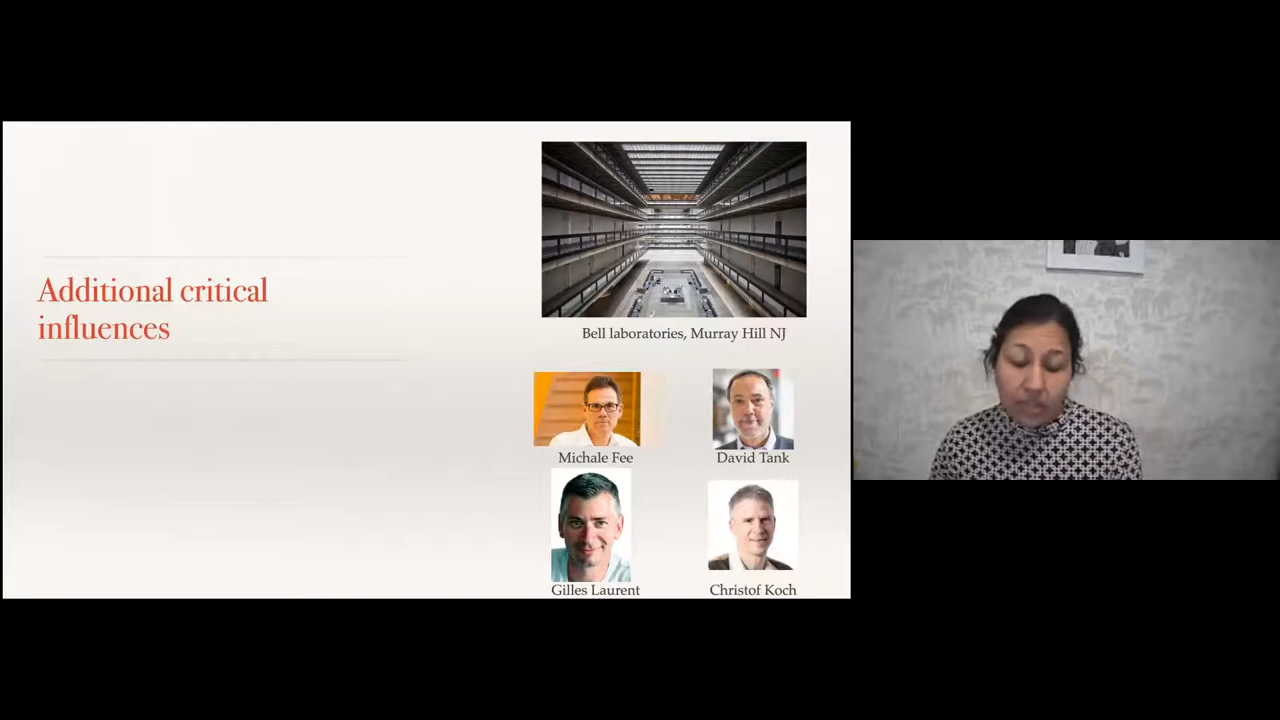 Additional critical
influences
Bell laboratories, Murray Hill NJ
Michale Fee
David Tank
Gilles Laurent
Christof Koch